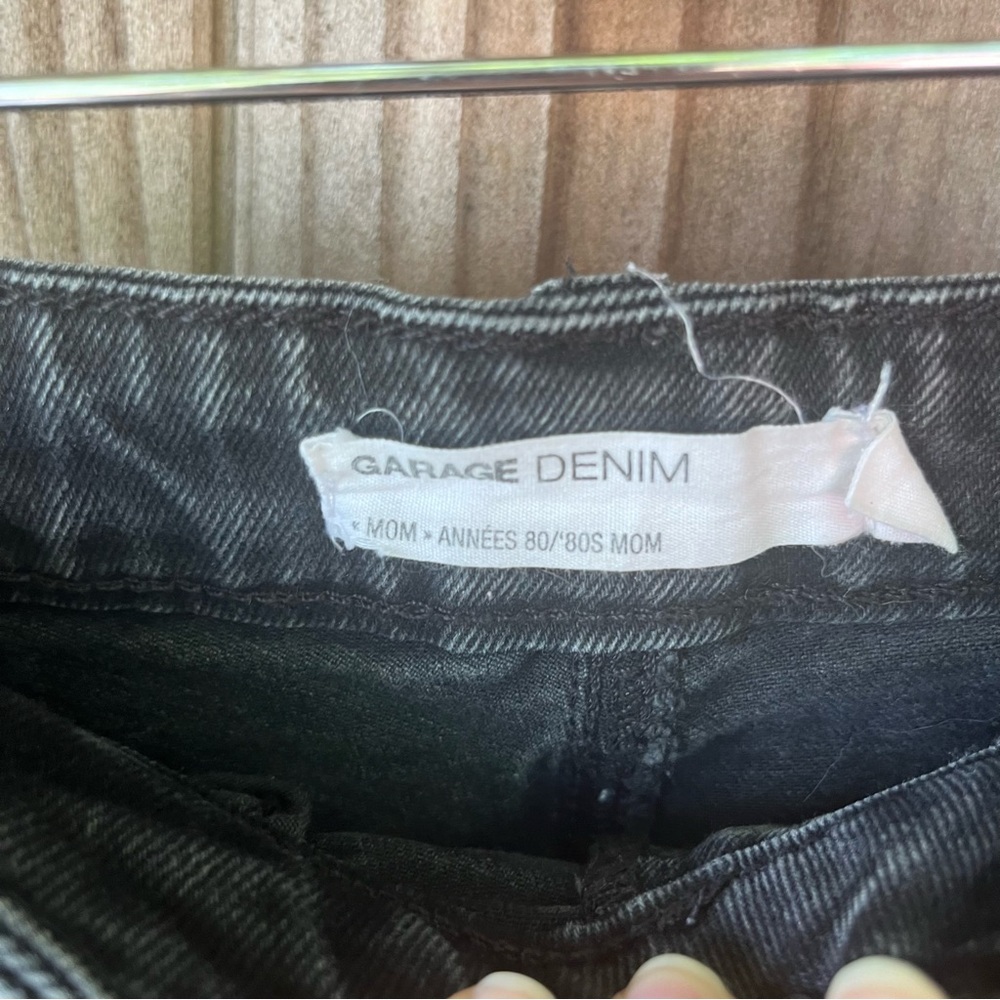 GARAGE DENIM
« MOM » ANNÉES 80/'80S MOM